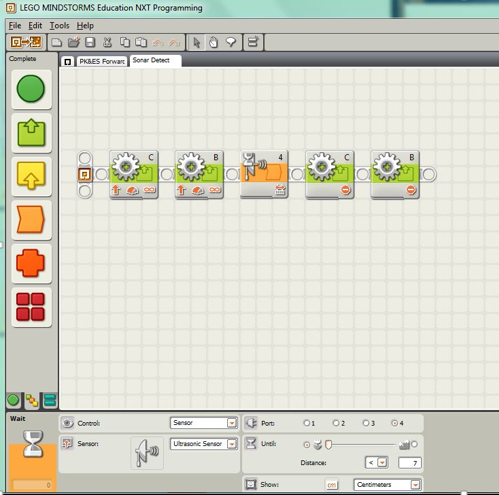 LEGO MINDSTORMS Education NXT Programming
File Edit Tools Help
Complete
PK&ES Forward
Sonar Detect
C B 4 C B
Wait
Control: Sensor
Port: 1 2 3 4
Sensor: Ultrasonic Sensor
Until:
Distance: < 7
Show: cm Centimeters
0